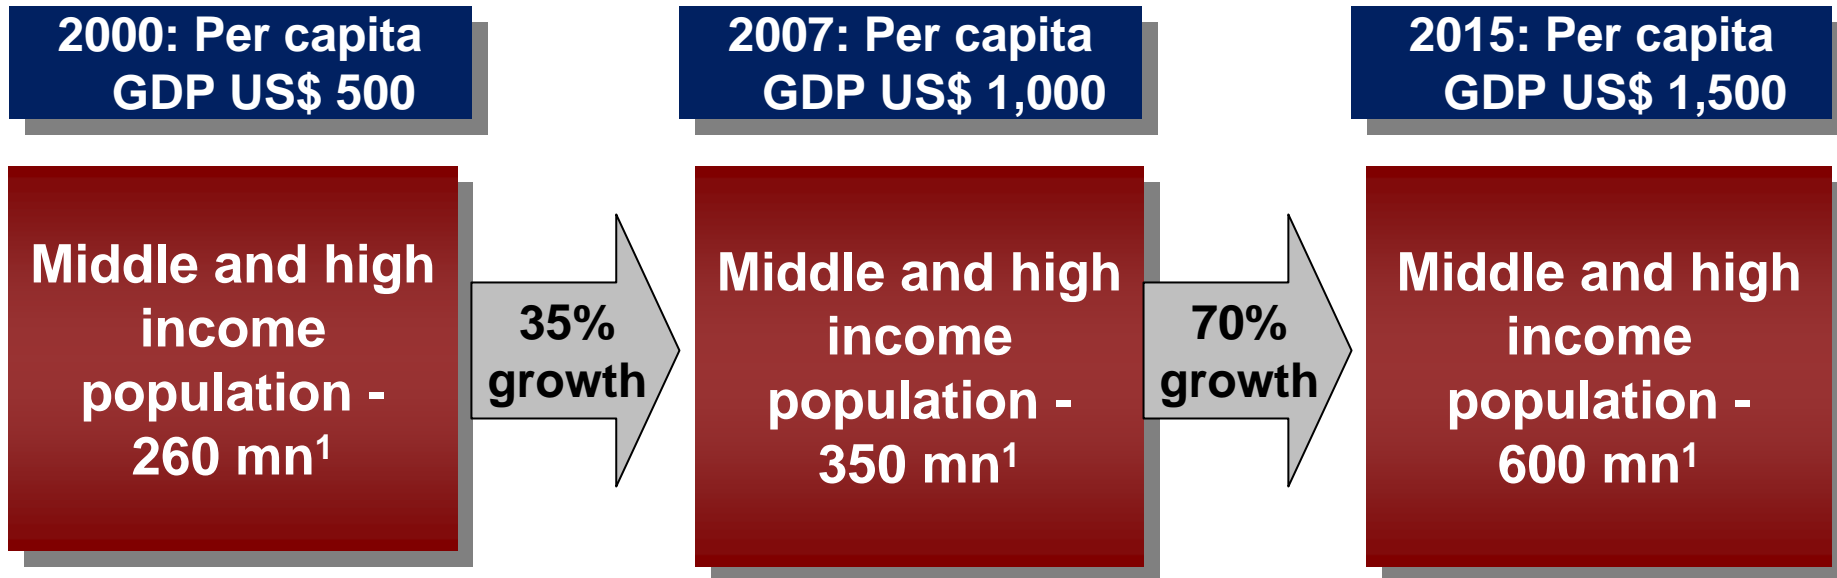 2000: Per capita
GDP US$ 500
2007: Per capita
GDP US$ 1,000
2015: Per capita
GDP US$ 1,500
Middle and high
income
population -
260 mn¹
35%
growth
Middle and high
income
population -
350 mn¹
70%
growth
Middle and high
income
population -
600 mn¹